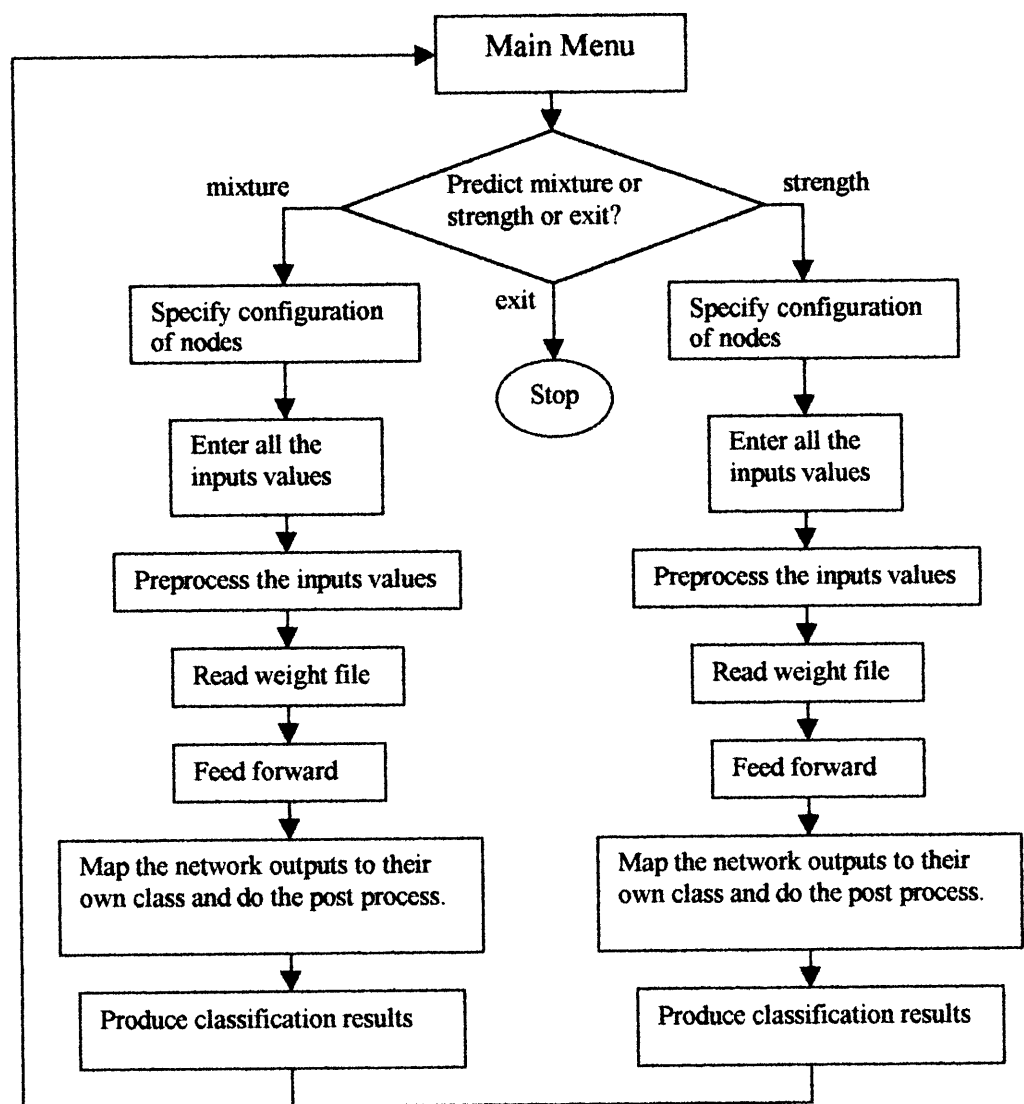 Main Menu
Predict mixture or
strength or exit?
mixture
strength
exit
Stop
Specify configuration
of nodes
Enter all the
inputs values
Preprocess the inputs values
Read weight file
Feed forward
Map the network outputs to their
own class and do the post process.
Produce classification results
Specify configuration
of nodes
Enter all the
inputs values
Preprocess the inputs values
Read weight file
Feed forward
Map the network outputs to their
own class and do the post process.
Produce classification results